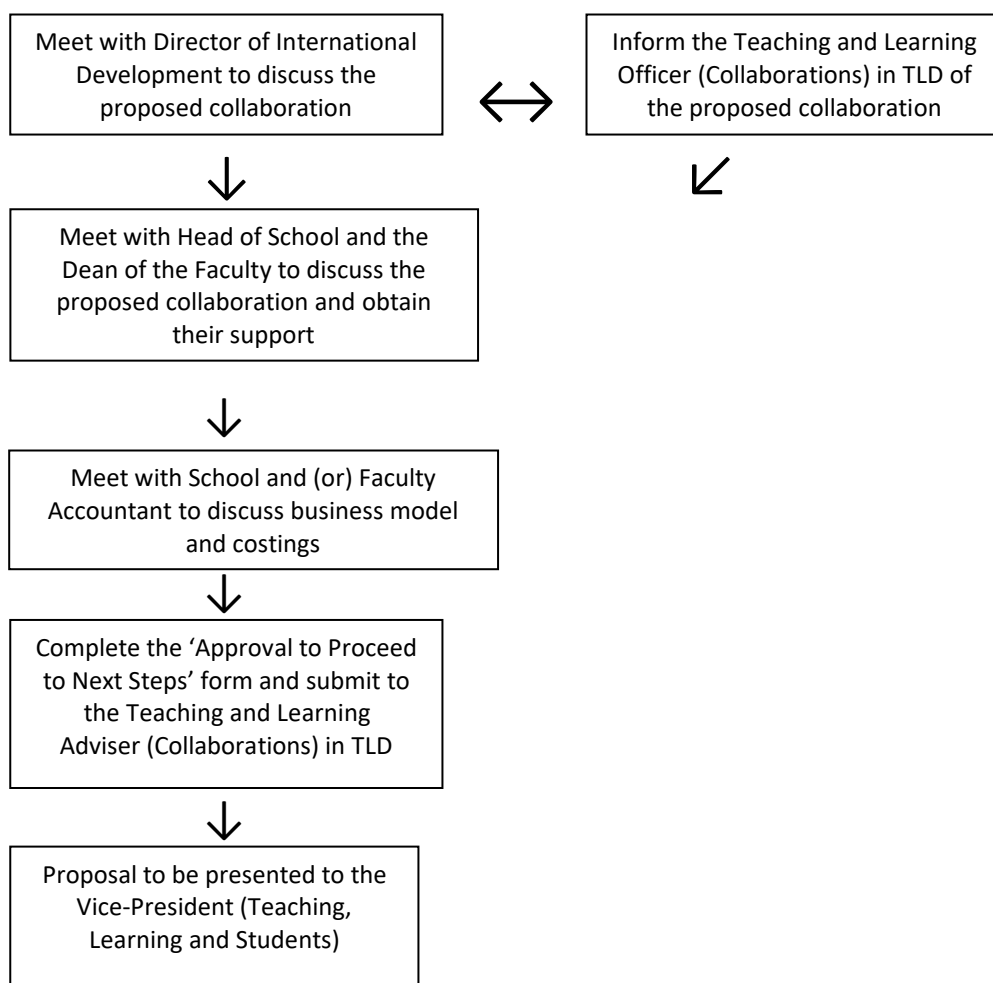 Meet with Director of International
Development to discuss the
proposed collaboration
Inform the Teaching and Learning
Officer (Collaborations) in TLD of
the proposed collaboration
Meet with Head of School and the
Dean of the Faculty to discuss the
proposed collaboration and obtain
their support
Meet with School and (or) Faculty
Accountant to discuss business model
and costings
Complete the ‘Approval to Proceed
to Next Steps’ form and submit to
the Teaching and Learning
Adviser (Collaborations) in TLD
Proposal to be presented to the
Vice-President (Teaching,
Learning and Students)